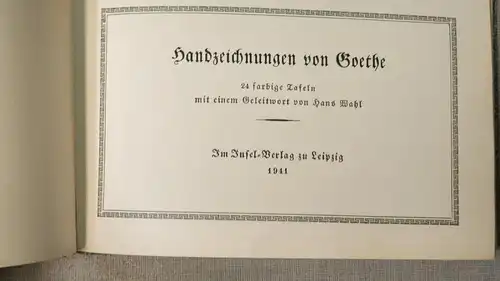 Handzeichnungen von Goethe
24 farbige Tafeln
mit einem Geleitwort von Hans Wahl
Im Insel-Verlag zu Leipzig
1941